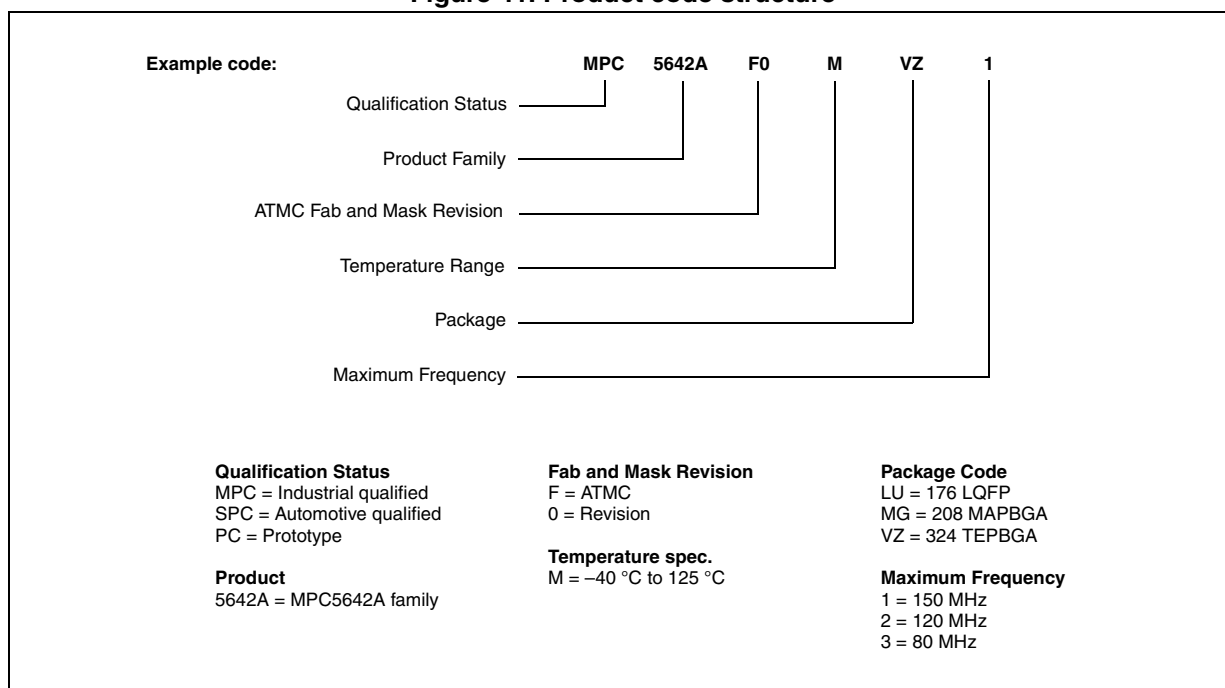 Figure 41. Product code structure
Example code: MPC 5642A F0 M VZ 1
Qualification Status
Product Family
ATMC Fab and Mask Revision
Temperature Range
Package
Maximum Frequency
Qualification Status
MPC = Industrial qualified
SPC = Automotive qualified
PC = Prototype
Product
5642A = MPC5642A family
Fab and Mask Revision
F = ATMC
0 = Revision
Temperature spec.
M = –40 °C to 125 °C
Package Code
LU = 176 LQFP
MG = 208 MAPBGA
VZ = 324 TEPBGA
Maximum Frequency
1 = 150 MHz
2 = 120 MHz
3 = 80 MHz